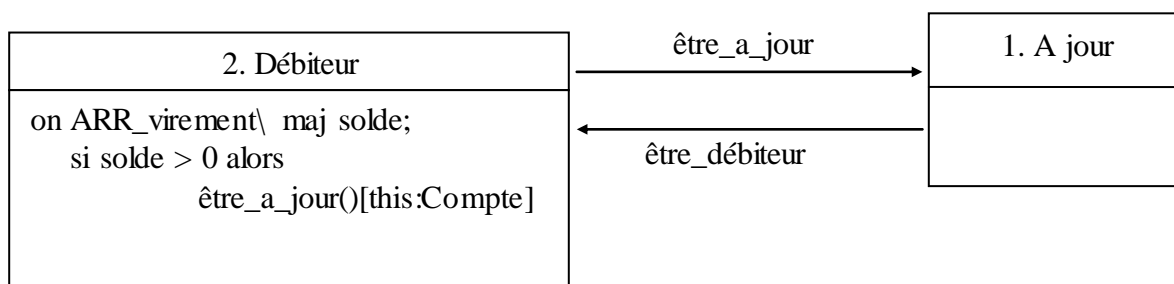 2. Débiteur
on ARR_virement\ maj solde;
si solde > 0 alors
être_a_jour()[this:Compte]
être_a_jour
être_débiteur
1. A jour